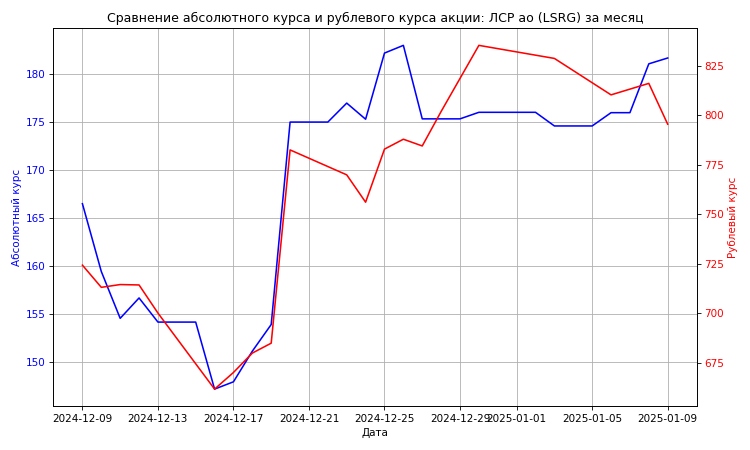 Сравнение абсолютного курса и рублевого курса акции: ЛСР ао (LSRG) за месяц
180
175
170
165
160
155
150
Абсолютный курс
825
800
775
750
725
700
675
Рублевый курс
2024-12-09 2024-12-13 2024-12-17 2024-12-21 2024-12-25 2024-12-29 2025-01-01 2025-01-05 2025-01-09
Дата